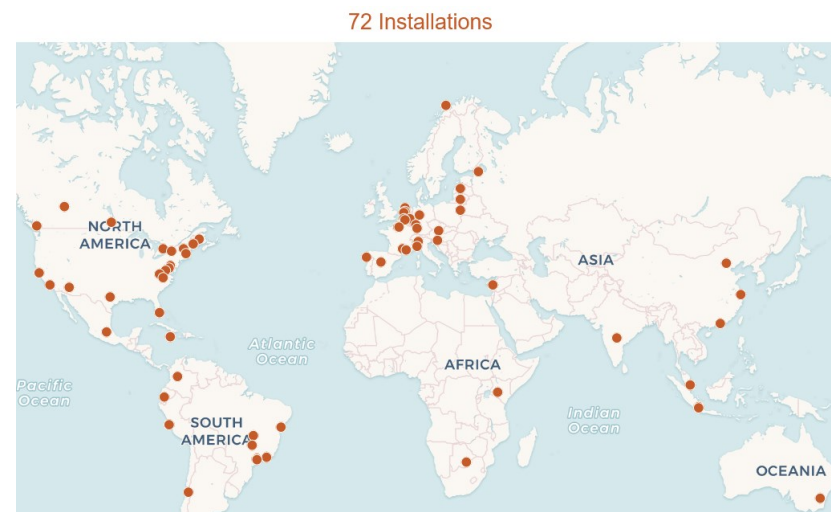 72 Installations
NORTH
AMERICA
ASIA
Atlantic
Ocean
AFRICA
Pacific
Ocean
Indian
Ocean
SOUTH
AMERICA
OCEANIA